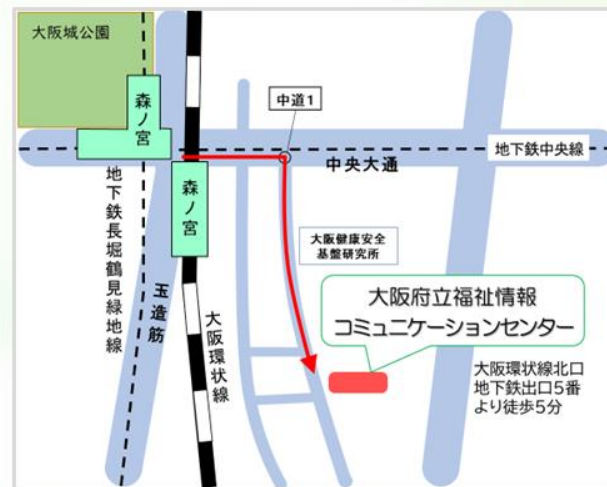 大阪城公園
森ノ宮
中道1
地下鉄中央線
中央大通
森ノ宮
地下鉄長堀鶴見緑地線
玉造筋
大阪環状線
大阪健康安全
基盤研究所
大阪府立福祉情報
コミュニケーションセンター
大阪環状線北口
地下鉄出口5番
より徒歩5分